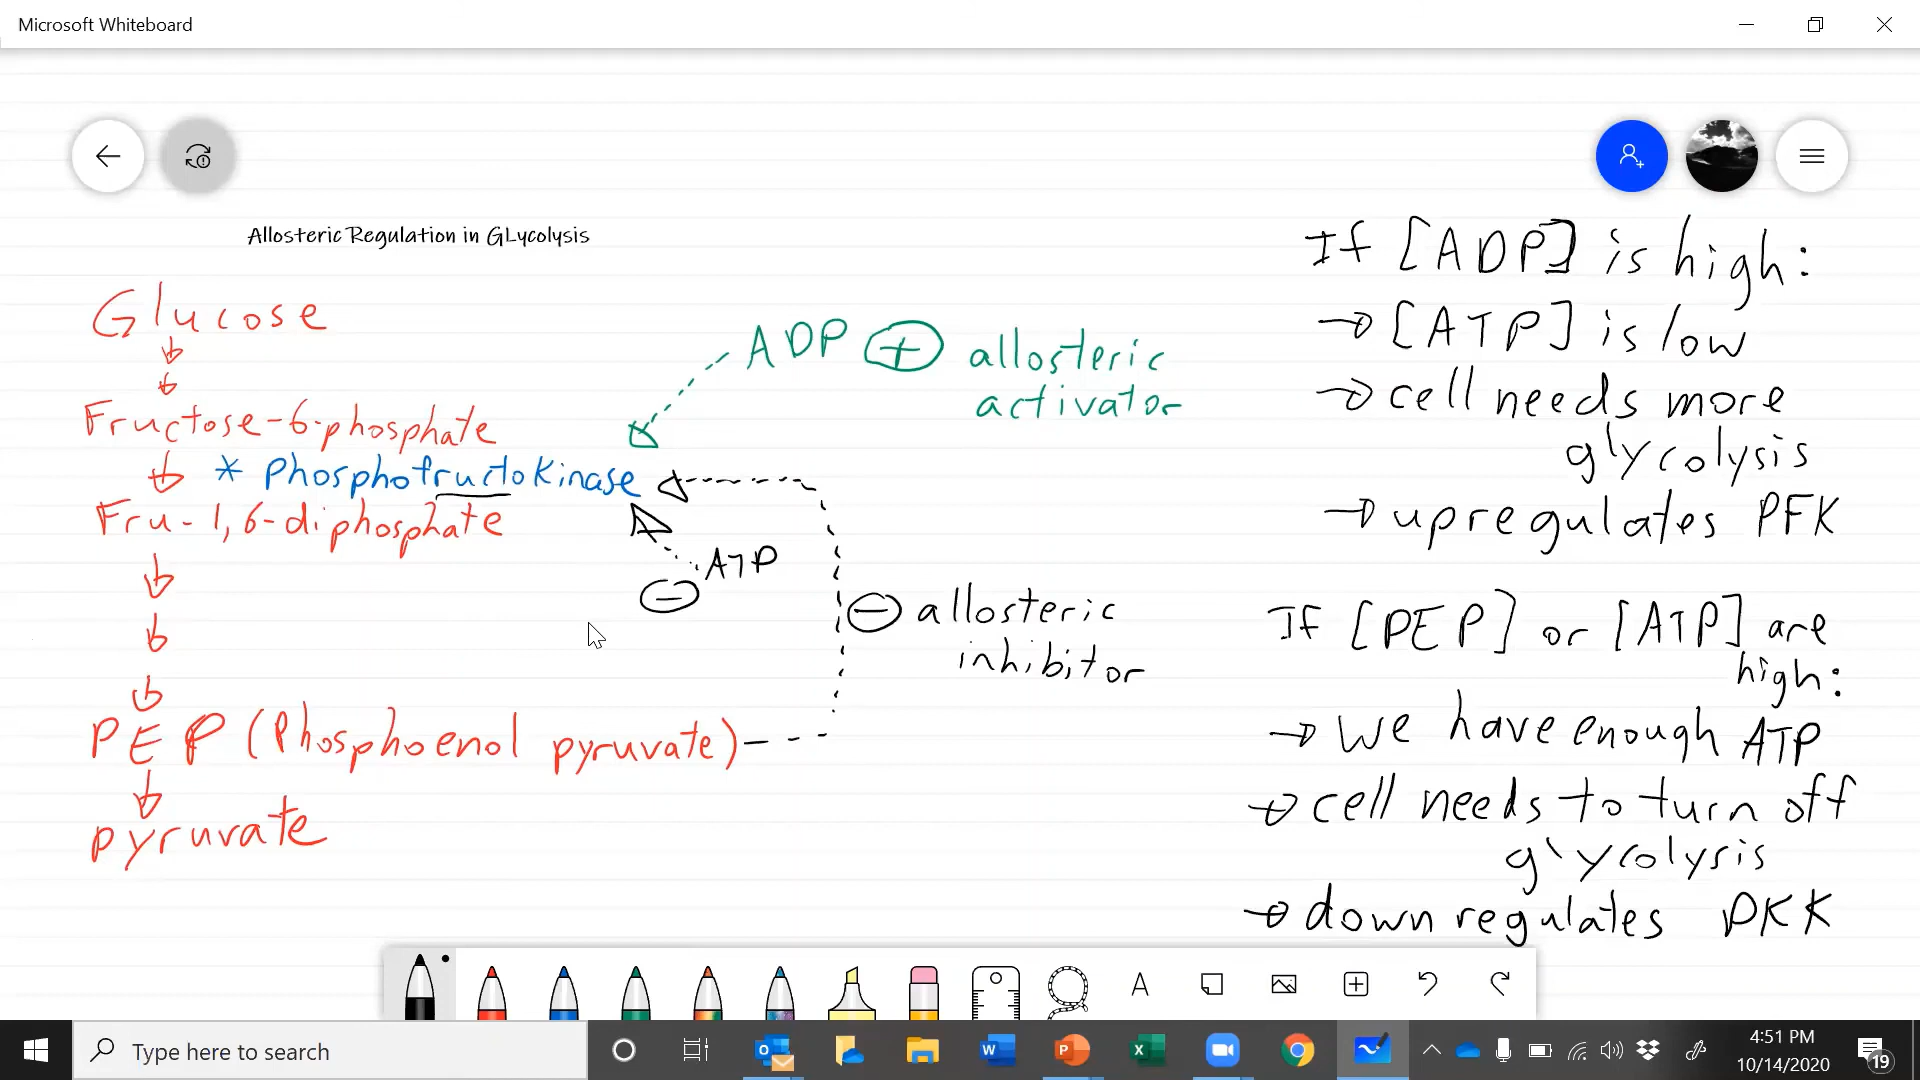 Microsoft Whiteboard
Allosteric Regulation in GLycolysis
Glucose
Fructose-6-phosphate
* Phosphofructokinase
Fru-1,6-diphosphate
PEP (Phosphoenol pyruvate)
pyruvate
ADP + allosteric
activator
ATP
−
− allosteric
inhibitor
If [ADP] is high:
→ [ATP] is low
→ cell needs more
glycolysis
→ upregulates PFK
If [PEP] or [ATP] are
high:
→ We have enough ATP
→ cell needs to turn off
glycolysis
→ down regulates PKK
A
Type here to search
4:51 PM
10/14/2020
19